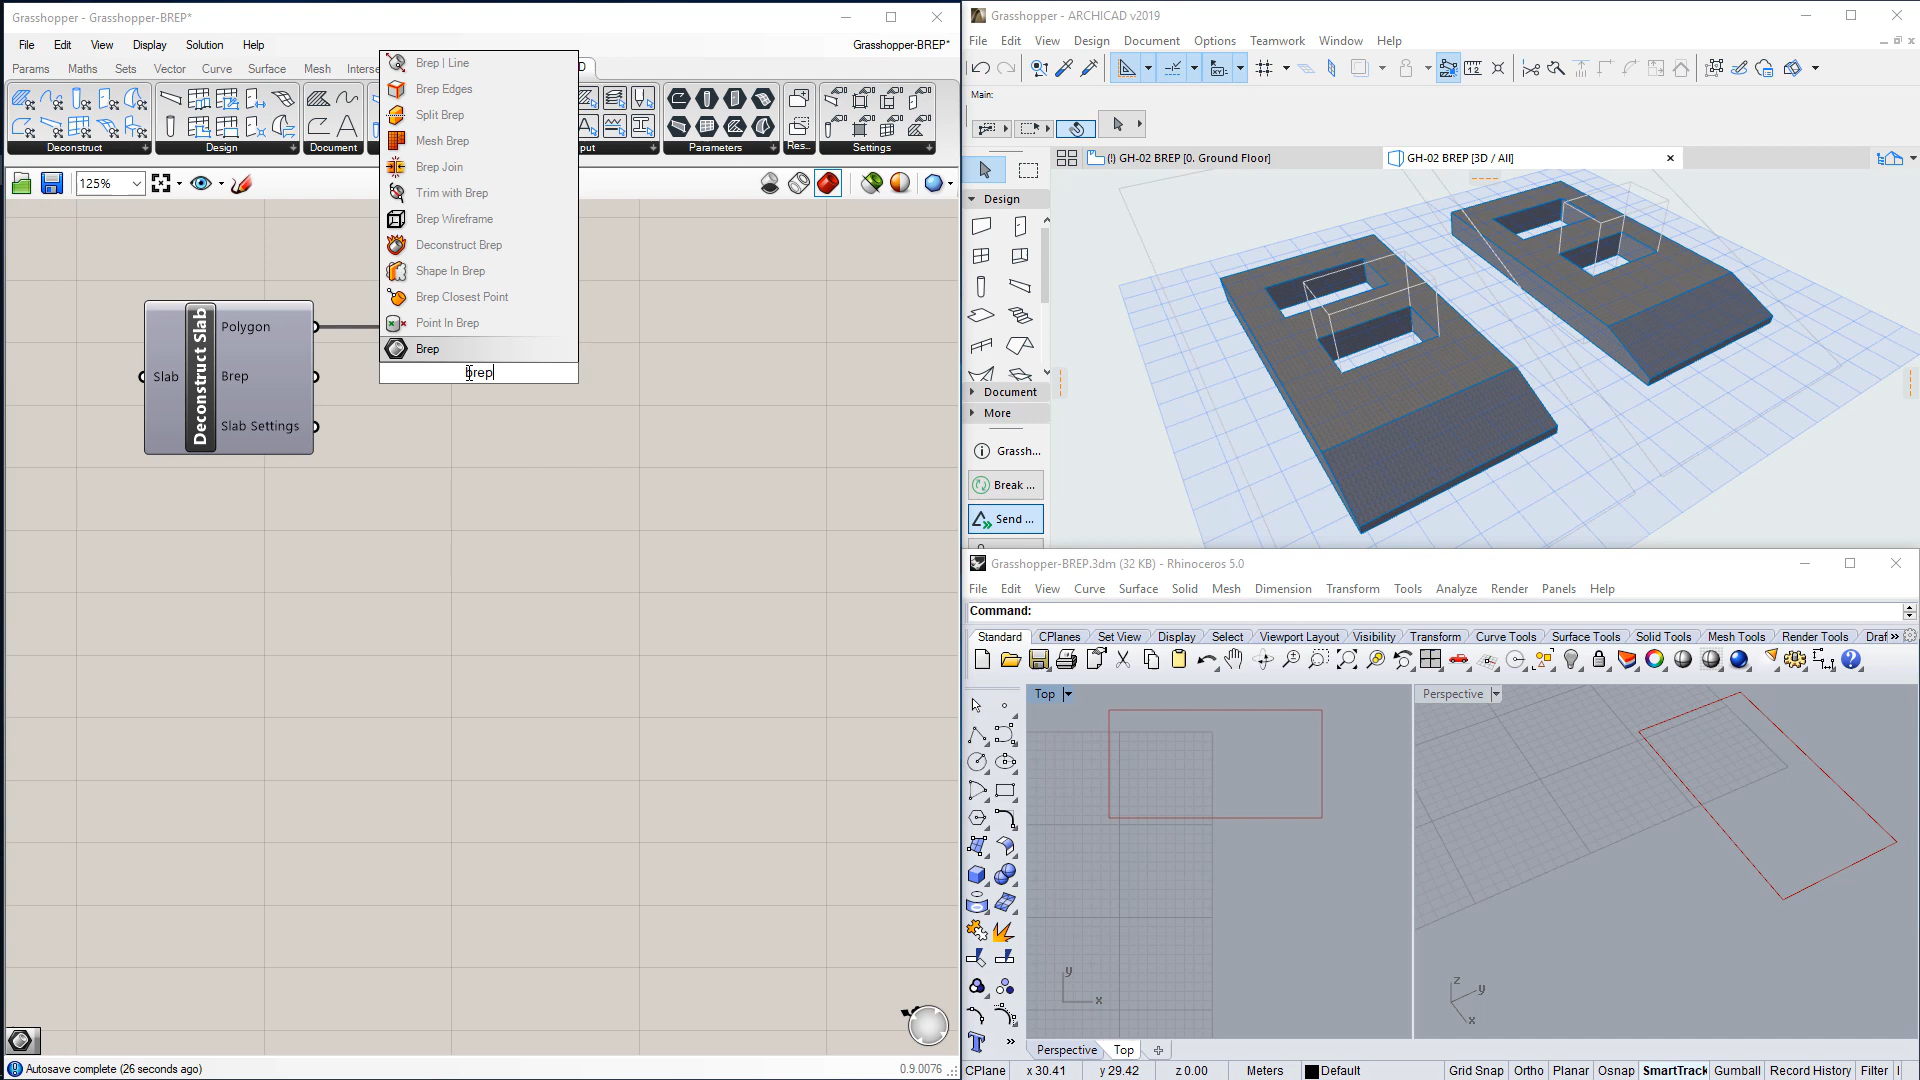 Grasshopper - Grasshopper-BREP*
File Edit View Display Solution Help
Grasshopper-BREP*
Params Maths Sets Vector Curve Surface Mesh Interse
Deconstruct Design Document
put Parameters Res... Settings
125%
Brep | Line
Brep Edges
Split Brep
Mesh Brep
Brep Join
Trim with Brep
Brep Wireframe
Deconstruct Brep
Shape In Brep
Brep Closest Point
Point In Brep
Brep
brep
Deconstruct Slab
Slab
Polygon
Brep
Slab Settings
Autosave complete (26 seconds ago)
0.9.0076
Grasshopper - ARCHICAD v2019
File Edit View Design Document Options Teamwork Window Help
Main:
(!) GH-02 BREP [0. Ground Floor]
GH-02 BREP [3D / All]
Design
Document
More
Grassh...
Break ...
Send ...
Grasshopper-BREP.3dm (32 KB) - Rhinoceros 5.0
File Edit View Curve Surface Solid Mesh Dimension Transform Tools Analyze Render Panels Help
Command:
Standard CPlanes Set View Display Select Viewport Layout Visibility Transform Curve Tools Surface Tools Solid Tools Mesh Tools Render Tools Draf »
Top
Perspective
y
x
z
y
x
Perspective Top
CPlane x 30.41 y 29.42 z 0.00 Meters Default Grid Snap Ortho Planar Osnap SmartTrack Gumball Record History Filter